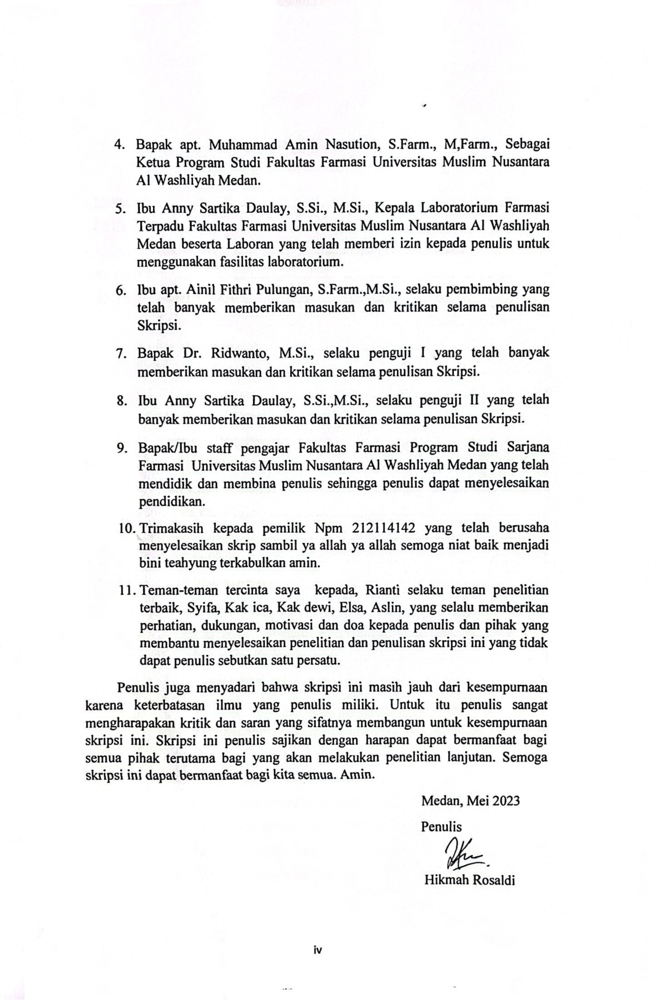 4. Bapak apt. Muhammad Amin Nasution, S.Farm., M,Farm., Sebagai
Ketua Program Studi Fakultas Farmasi Universitas Muslim Nusantara
Al Washliyah Medan.
5. Ibu Anny Sartika Daulay, S.Si., M.Si., Kepala Laboratorium Farmasi
Terpadu Fakultas Farmasi Universitas Muslim Nusantara Al Washliyah
Medan beserta Laboran yang telah memberi izin kepada penulis untuk
menggunakan fasilitas laboratorium.
6. Ibu apt. Ainil Fithri Pulungan, S.Farm.,M.Si., selaku pembimbing yang
telah banyak memberikan masukan dan kritikan selama penulisan
Skripsi.
7. Bapak Dr. Ridwanto, M.Si., selaku penguji I yang telah banyak
memberikan masukan dan kritikan selama penulisan Skripsi.
8. Ibu Anny Sartika Daulay, S.Si.,M.Si., selaku penguji II yang telah
banyak memberikan masukan dan kritikan selama penulisan Skripsi.
9. Bapak/Ibu staff pengajar Fakultas Farmasi Program Studi Sarjana
Farmasi Universitas Muslim Nusantara Al Washliyah Medan yang telah
mendidik dan membina penulis sehingga penulis dapat menyelesaikan
pendidikan.
10. Trimakasih kepada pemilik Npm 212114142 yang telah berusaha
menyelesaikan skrip sambil ya allah ya allah semoga niat baik menjadi
bini teahyung terkabulkan amin.
11. Teman-teman tercinta saya kepada, Rianti selaku teman penelitian
terbaik, Syifa, Kak ica, Kak dewi, Elsa, Aslin, yang selalu memberikan
perhatian, dukungan, motivasi dan doa kepada penulis dan pihak yang
membantu menyelesaikan penelitian dan penulisan skripsi ini yang tidak
dapat penulis sebutkan satu persatu.
Penulis juga menyadari bahwa skripsi ini masih jauh dari kesempurnaan
karena keterbatasan ilmu yang penulis miliki. Untuk itu penulis sangat
mengharapakan kritik dan saran yang sifatnya membangun untuk kesempurnaan
skripsi ini. Skripsi ini penulis sajikan dengan harapan dapat bermanfaat bagi
semua pihak terutama bagi yang akan melakukan penelitian lanjutan. Semoga
skripsi ini dapat bermanfaat bagi kita semua. Amin.
Medan, Mei 2023
Penulis
Hikmah Rosaldi
iv